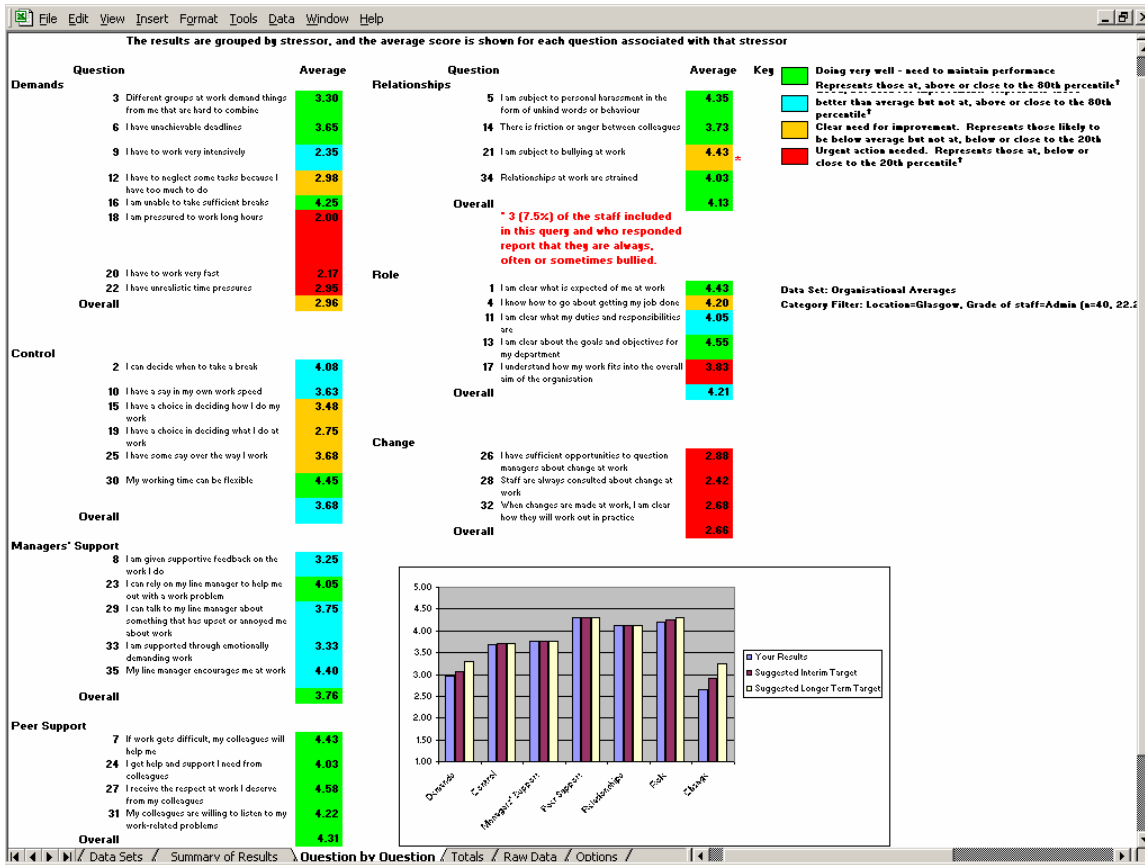 File Edit View Insert Format Tools Data Window Help
The results are grouped by stressor, and the average score is shown for each question associated with that stressor
Question Average
Demands
3 Different groups at work demand things 3.30
from me that are hard to combine
6 I have unachievable deadlines 3.65
9 I have to work very intensively 2.35
12 I have to neglect some tasks because I 2.98
have too much to do
16 I am unable to take sufficient breaks 4.25
18 I am pressured to work long hours 2.00
20 I have to work very fast 2.17
22 I have unrealistic time pressures 2.95
Overall 2.96
Control
2 I can decide when to take a break 4.08
10 I have a say in my own work speed 3.63
15 I have a choice in deciding how I do my 3.48
work
19 I have a choice in deciding what I do at 2.75
work
25 I have some say over the way I work 3.68
30 My working time can be flexible 4.45
3.68
Overall
Managers' Support
8 I am given supportive feedback on the 3.25
work I do
23 I can rely on my line manager to help me 4.05
out with a work problem
29 I can talk to my line manager about 3.75
something that has upset or annoyed me
about work
33 I am supported through emotionally 3.33
demanding work
35 My line manager encourages me at work 4.40
Overall 3.76
Peer Support
7 If work gets difficult, my colleagues will 4.43
help me
24 I get help and support I need from 4.03
colleagues
27 I receive the respect at work I deserve 4.58
from my colleagues
31 My colleagues are willing to listen to my 4.22
work-related problems
Overall 4.31
Question Average
Relationships
5 I am subject to personal harassment in the 4.35
form of unkind words or behaviour
14 There is friction or anger between colleagues 3.73
21 I am subject to bullying at work 4.43 *
34 Relationships at work are strained 4.03
Overall 4.13
* 3 (7.5%) of the staff included
in this query and who responded
report that they are always,
often or sometimes bullied.
Role
1 I am clear what is expected of me at work 4.43
4 I know how to go about getting my job done 4.20
11 I am clear what my duties and responsibilities 4.05
are
13 I am clear about the goals and objectives for 4.55
my department
17 I understand how my work fits into the overall 3.83
aim of the organisation
Overall 4.21
Change
26 I have sufficient opportunities to question 2.88
managers about change at work
28 Staff are always consulted about change at 2.42
work
32 When changes are made at work, I am clear 2.68
how they will work out in practice
Overall 2.66
Key
Doing very well - need to maintain performance
Represents those at, above or close to the 80th percentile†
better than average but not at, above or close to the 80th
percentile†
Clear need for improvement. Represents those likely to
be below average but not at, below or close to the 20th
Urgent action needed. Represents those at, below or
close to the 20th percentile†
Data Set: Organisational Averages
Category Filter: Location=Glasgow, Grade of staff=Admin (n=40, 22.2
5.00
4.50
4.00
3.50
3.00
2.50
2.00
1.50
1.00
Demands
Control
Managers' Support
Peer Support
Relationships
Role
Change
Your Results
Suggested Interim Target
Suggested Longer Term Target
Data Sets Summary of Results Question by Question Totals Raw Data Options